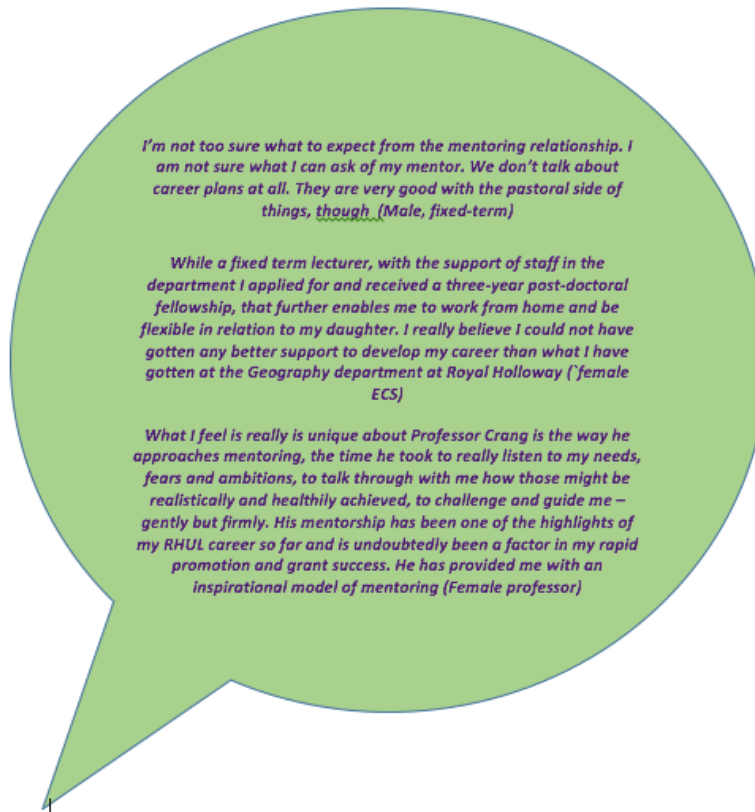 I'm not too sure what to expect from the mentoring relationship. I
am not sure what I can ask of my mentor. We don't talk about
career plans at all. They are very good with the pastoral side of
things, though (Male, fixed-term)
While a fixed term lecturer, with the support of staff in the
department I applied for and received a three-year post-doctoral
fellowship, that further enables me to work from home and be
flexible in relation to my daughter. I really believe I could not have
gotten any better support to develop my career than what I have
gotten at the Geography department at Royal Holloway (`female
ECS)
What I feel is really is unique about Professor Crang is the way he
approaches mentoring, the time he took to really listen to my needs,
fears and ambitions, to talk through with me how those might be
realistically and healthily achieved, to challenge and guide me –
gently but firmly. His mentorship has been one of the highlights of
my RHUL career so far and is undoubtedly been a factor in my rapid
promotion and grant success. He has provided me with an
inspirational model of mentoring (Female professor)